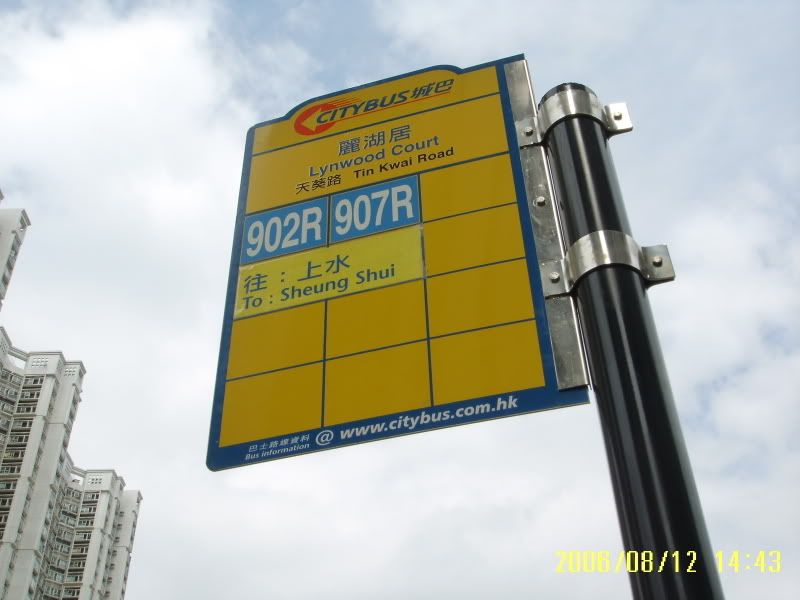 CITYBUS 城巴
麗湖居
Lynwood Court
天葵路 Tin Kwai Road
902R 907R
往：上水
To : Sheung Shui
巴士路線資料
Bus information @ www.citybus.com.hk
2006/08/12 14:43